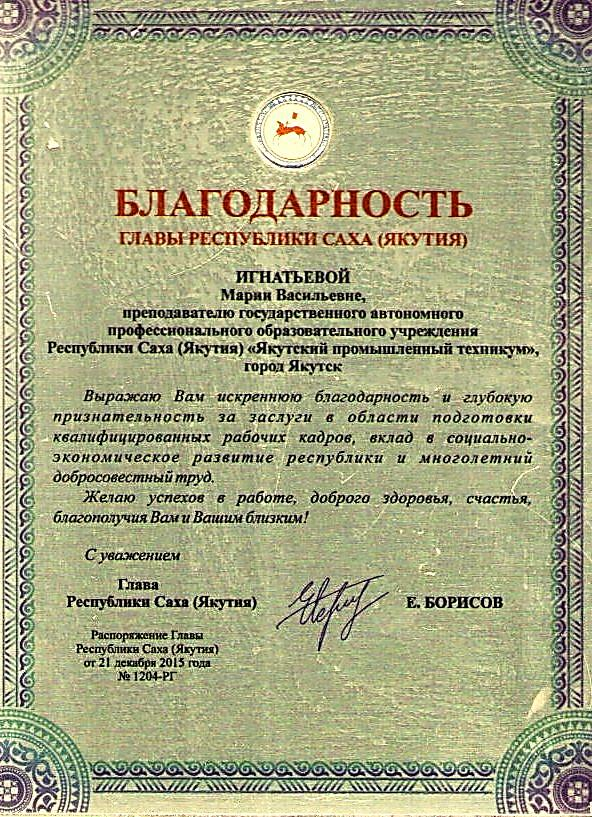 БЛАГОДАРНОСТЬ
ГЛАВЫ РЕСПУБЛИКИ САХА (ЯКУТИЯ)
ИГНАТЬЕВОЙ
Марии Васильевне,
преподавателю государственного автономного
профессионального образовательного учреждения
Республики Саха (Якутия) «Якутский промышленный техникум»,
город Якутск
Выражаю Вам искреннюю благодарность и глубокую
признательность за заслуги в области подготовки
квалифицированных рабочих кадров, вклад в социально-
экономическое развитие республики и многолетний
добросовестный труд.
Желаю успехов в работе, доброго здоровья, счастья,
благополучия Вам и Вашим близким!
С уважением
Глава
Республики Саха (Якутия)
Е. БОРИСОВ
Распоряжение Главы
Республики Саха (Якутия)
от 21 декабря 2015 года
№ 1204-РГ